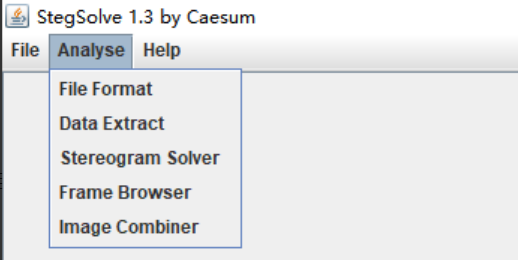 StegSolve 1.3 by Caesum
File Analyse Help
File Format
Data Extract
Stereogram Solver
Frame Browser
Image Combiner